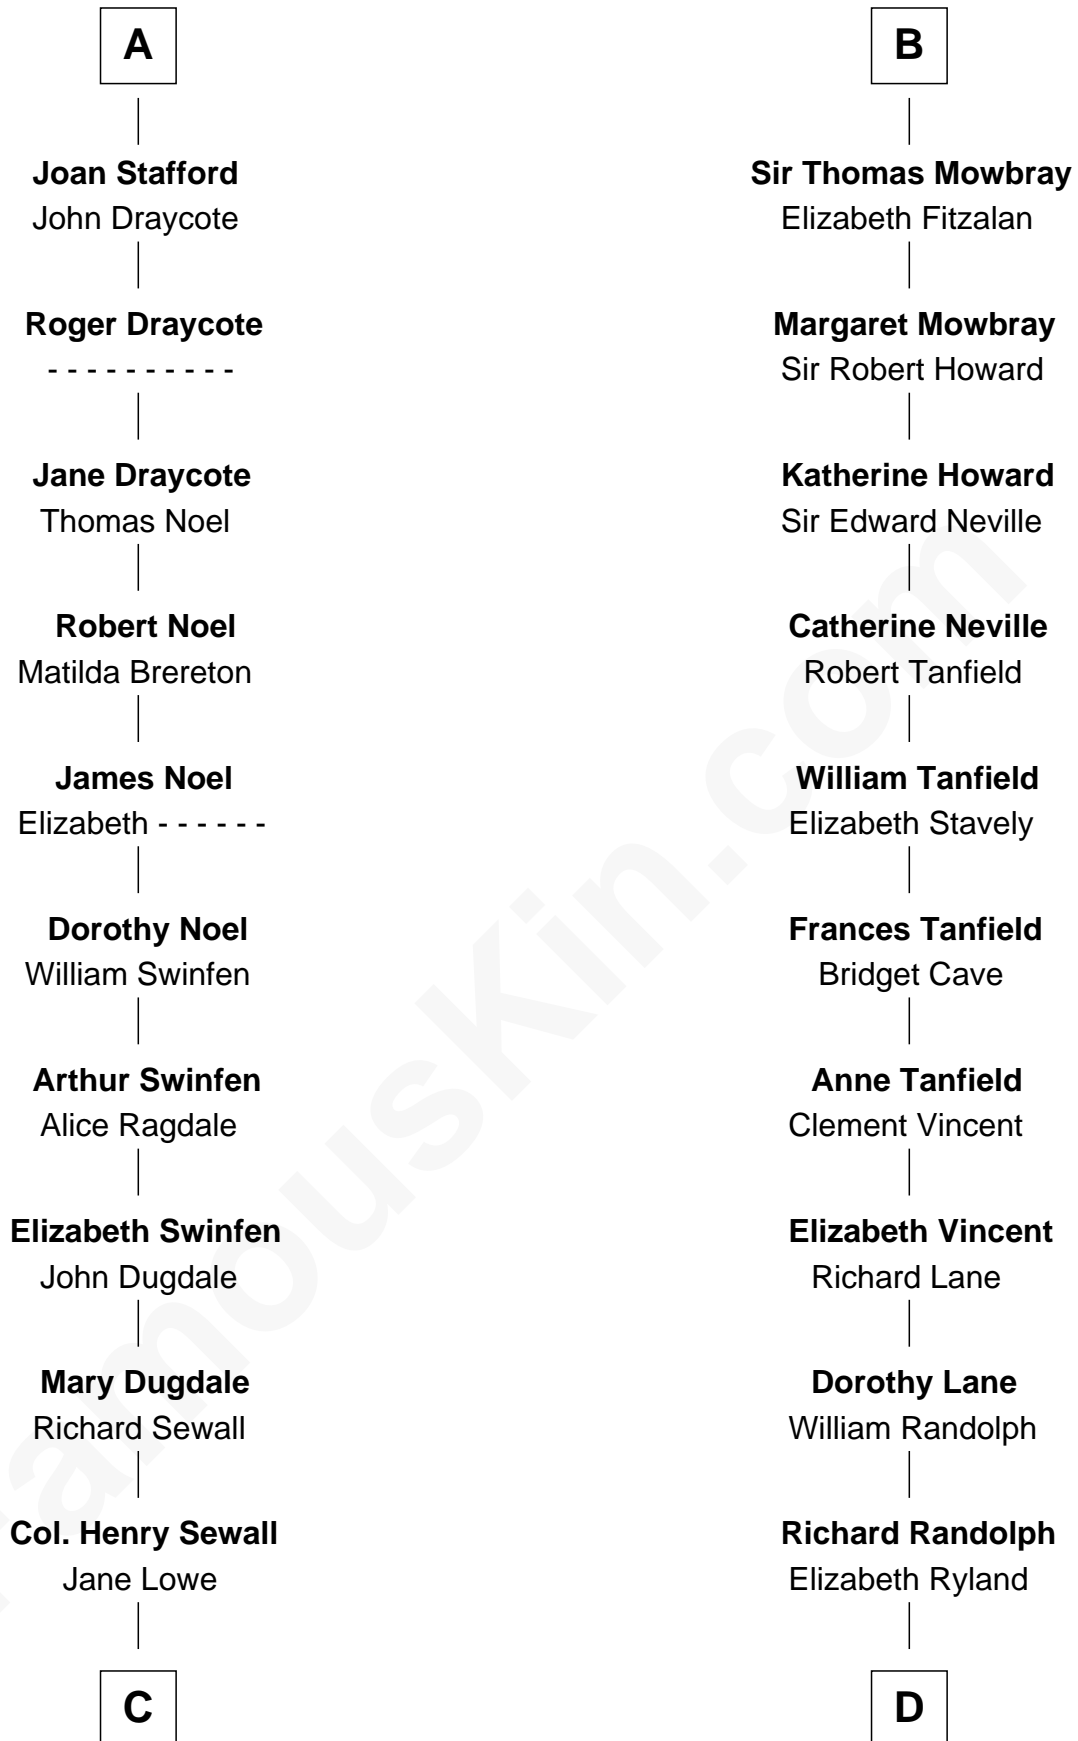 A
Joan Stafford
John Draycote
Roger Draycote
- - - - - - - - - -
Jane Draycote
Thomas Noel
Robert Noel
Matilda Brereton
James Noel
Elizabeth - - - - - -
Dorothy Noel
William Swinfen
Arthur Swinfen
Alice Ragdale
Elizabeth Swinfen
John Dugdale
Mary Dugdale
Richard Sewall
Col. Henry Sewall
Jane Lowe
C
B
Sir Thomas Mowbray
Elizabeth Fitzalan
Margaret Mowbray
Sir Robert Howard
Katherine Howard
Sir Edward Neville
Catherine Neville
Robert Tanfield
William Tanfield
Elizabeth Stavely
Frances Tanfield
Bridget Cave
Anne Tanfield
Clement Vincent
Elizabeth Vincent
Richard Lane
Dorothy Lane
William Randolph
Richard Randolph
Elizabeth Ryland
D
FamousKin.com